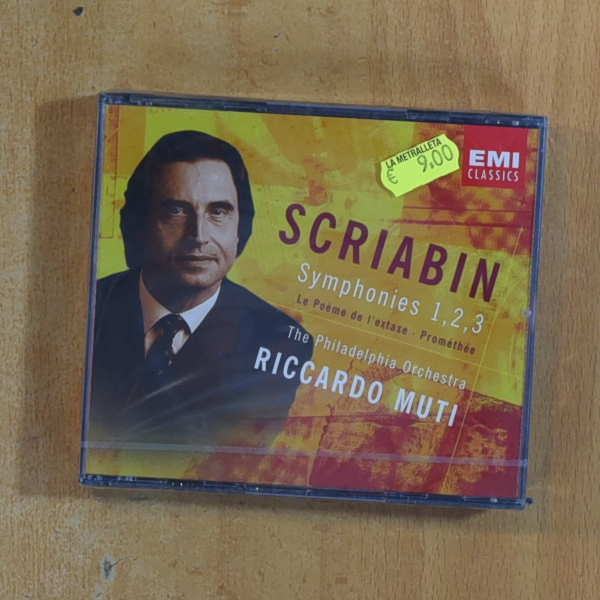 LA METRALLETA
€ 9.00
EMI
CLASSICS
SCRIABIN
Symphonies 1,2,3
Le Poème de l'extase · Prométhée
The Philadelphia Orchestra
RICCARDO MUTI